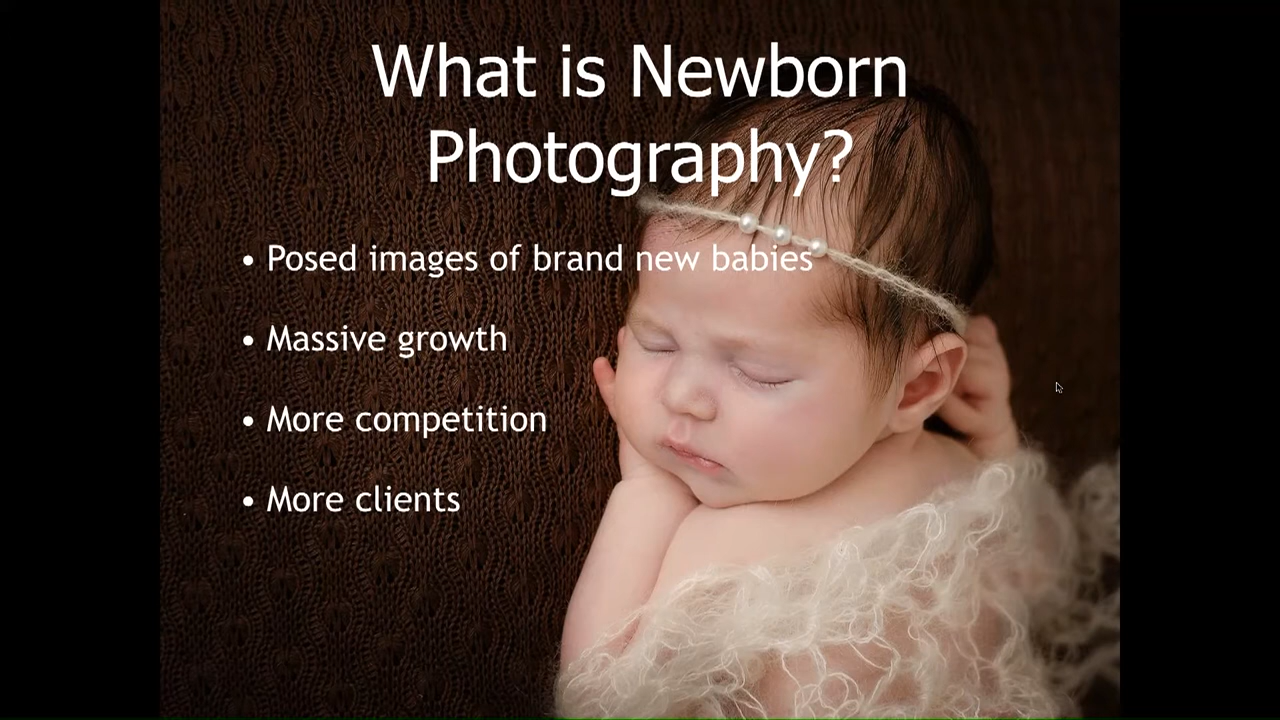 What is Newborn
Photography?
• Posed images of brand new babies
• Massive growth
• More competition
• More clients